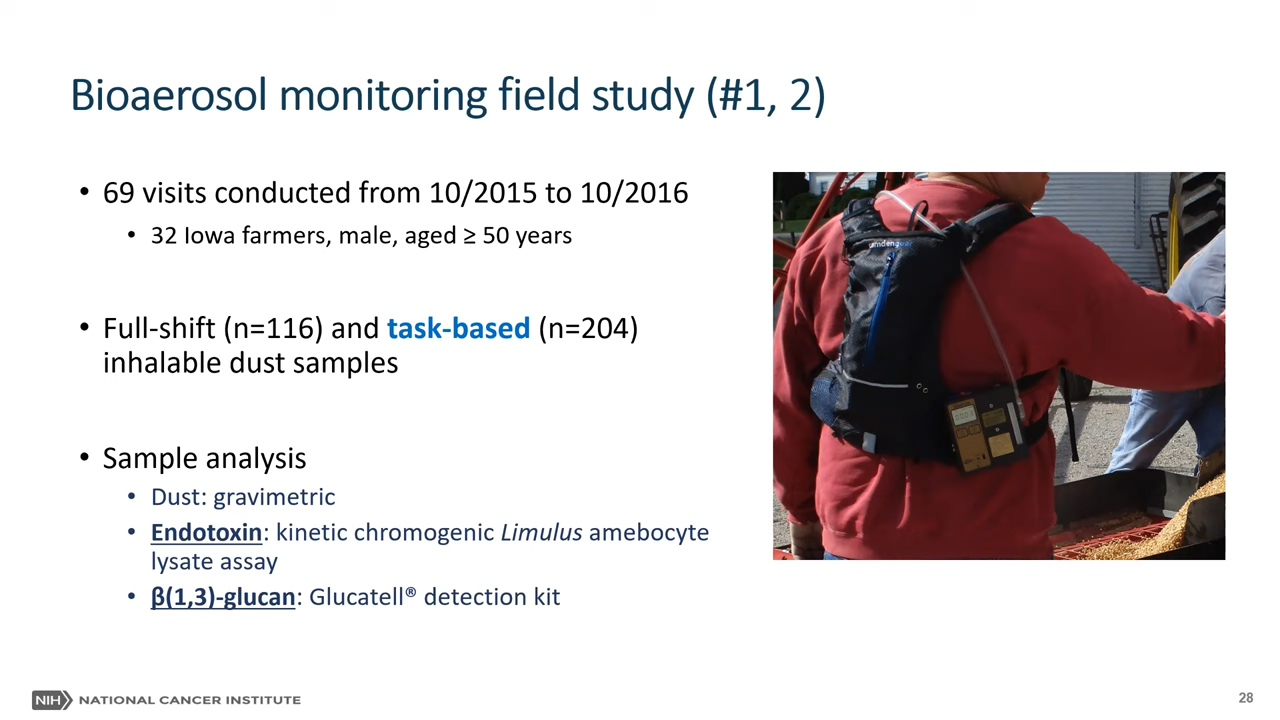 Bioaerosol monitoring field study (#1, 2)
• 69 visits conducted from 10/2015 to 10/2016
• 32 Iowa farmers, male, aged ≥ 50 years
• Full-shift (n=116) and task-based (n=204)
inhalable dust samples
• Sample analysis
• Dust: gravimetric
• Endotoxin: kinetic chromogenic Limulus amebocyte
lysate assay
• β(1,3)-glucan: Glucatell® detection kit
NIH NATIONAL CANCER INSTITUTE
28